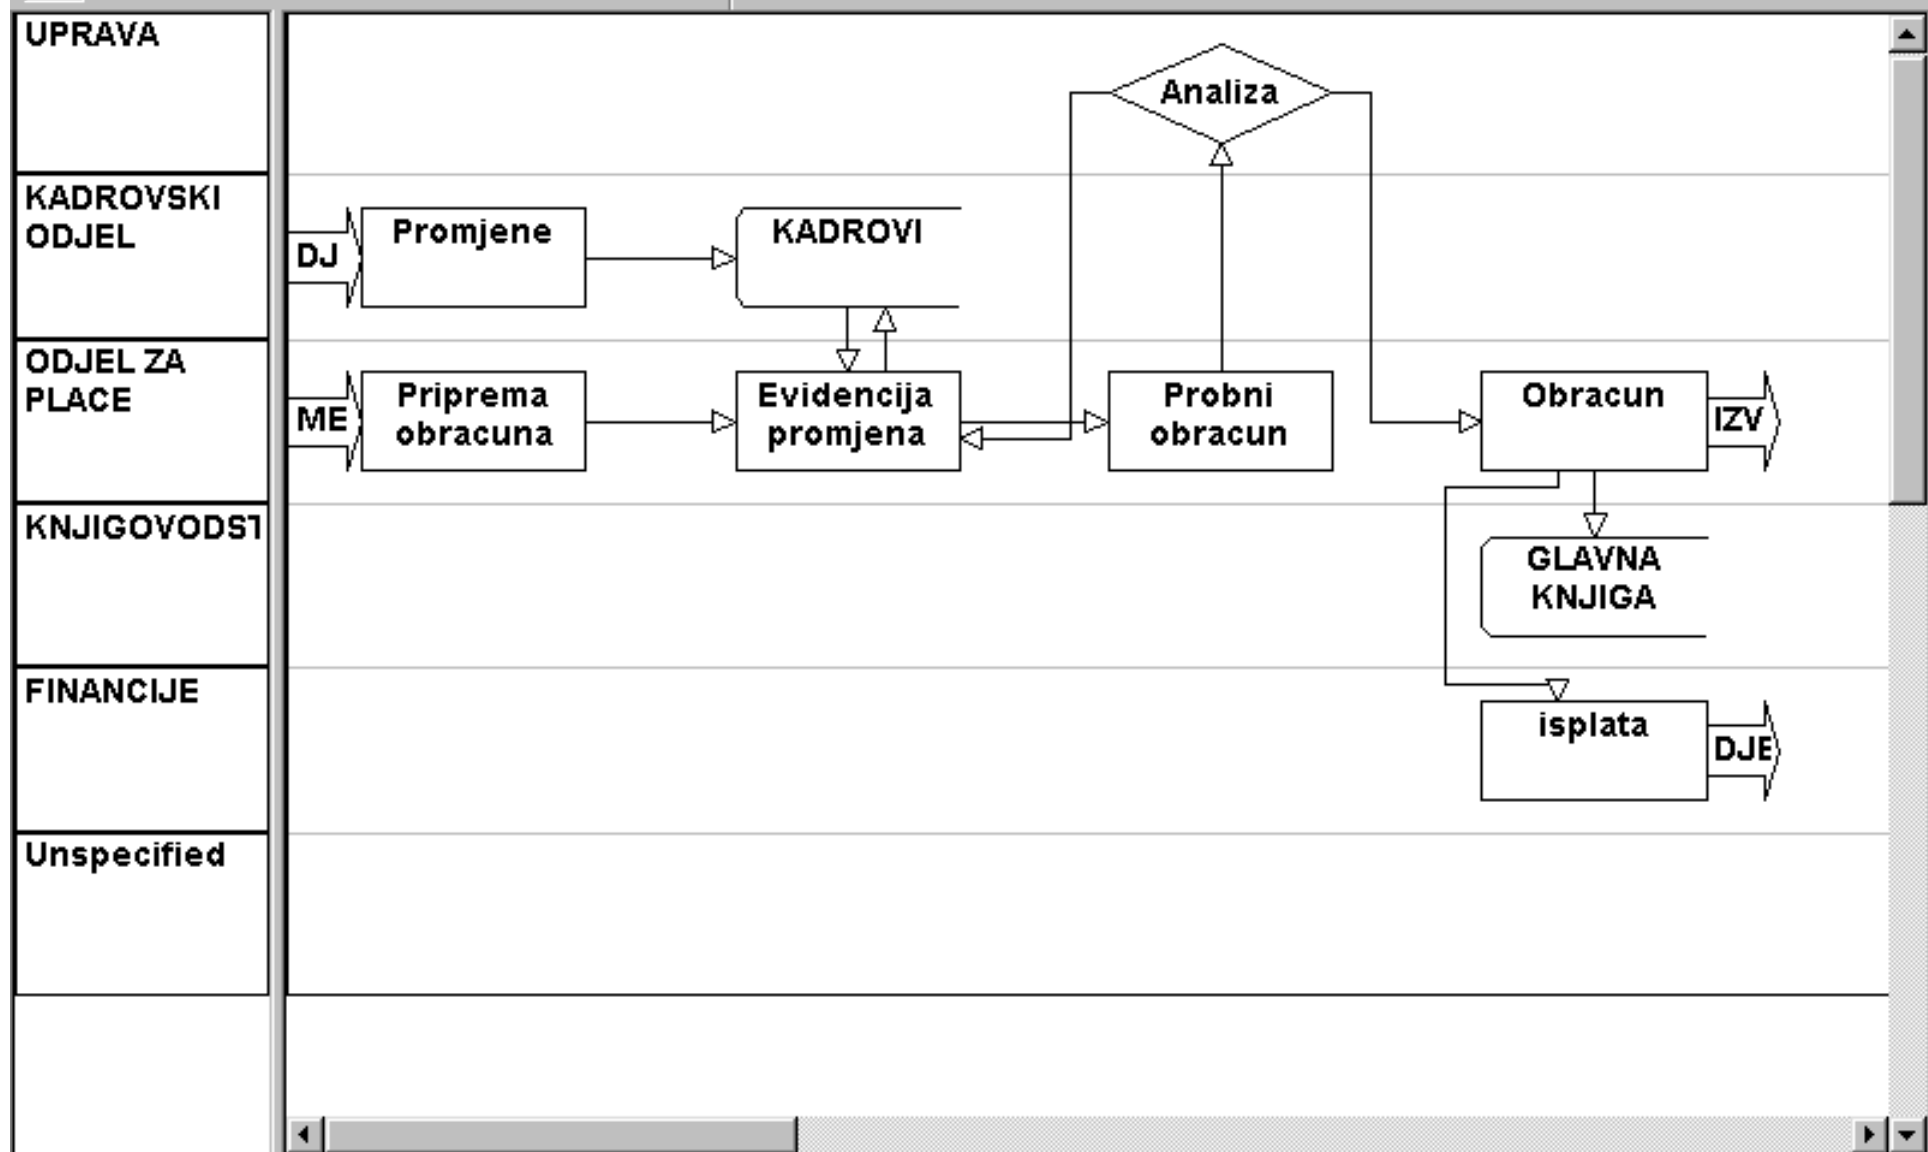 UPRAVA
Analiza
KADROVSKI
ODJEL
DJ
Promjene
KADROVI
ODJEL ZA
PLACE
ME
Priprema
obracuna
Evidencija
promjena
Probni
obracun
Obracun
IZV
KNJIGOVODST
GLAVNA
KNJIGA
FINANCIJE
isplata
DJE
Unspecified